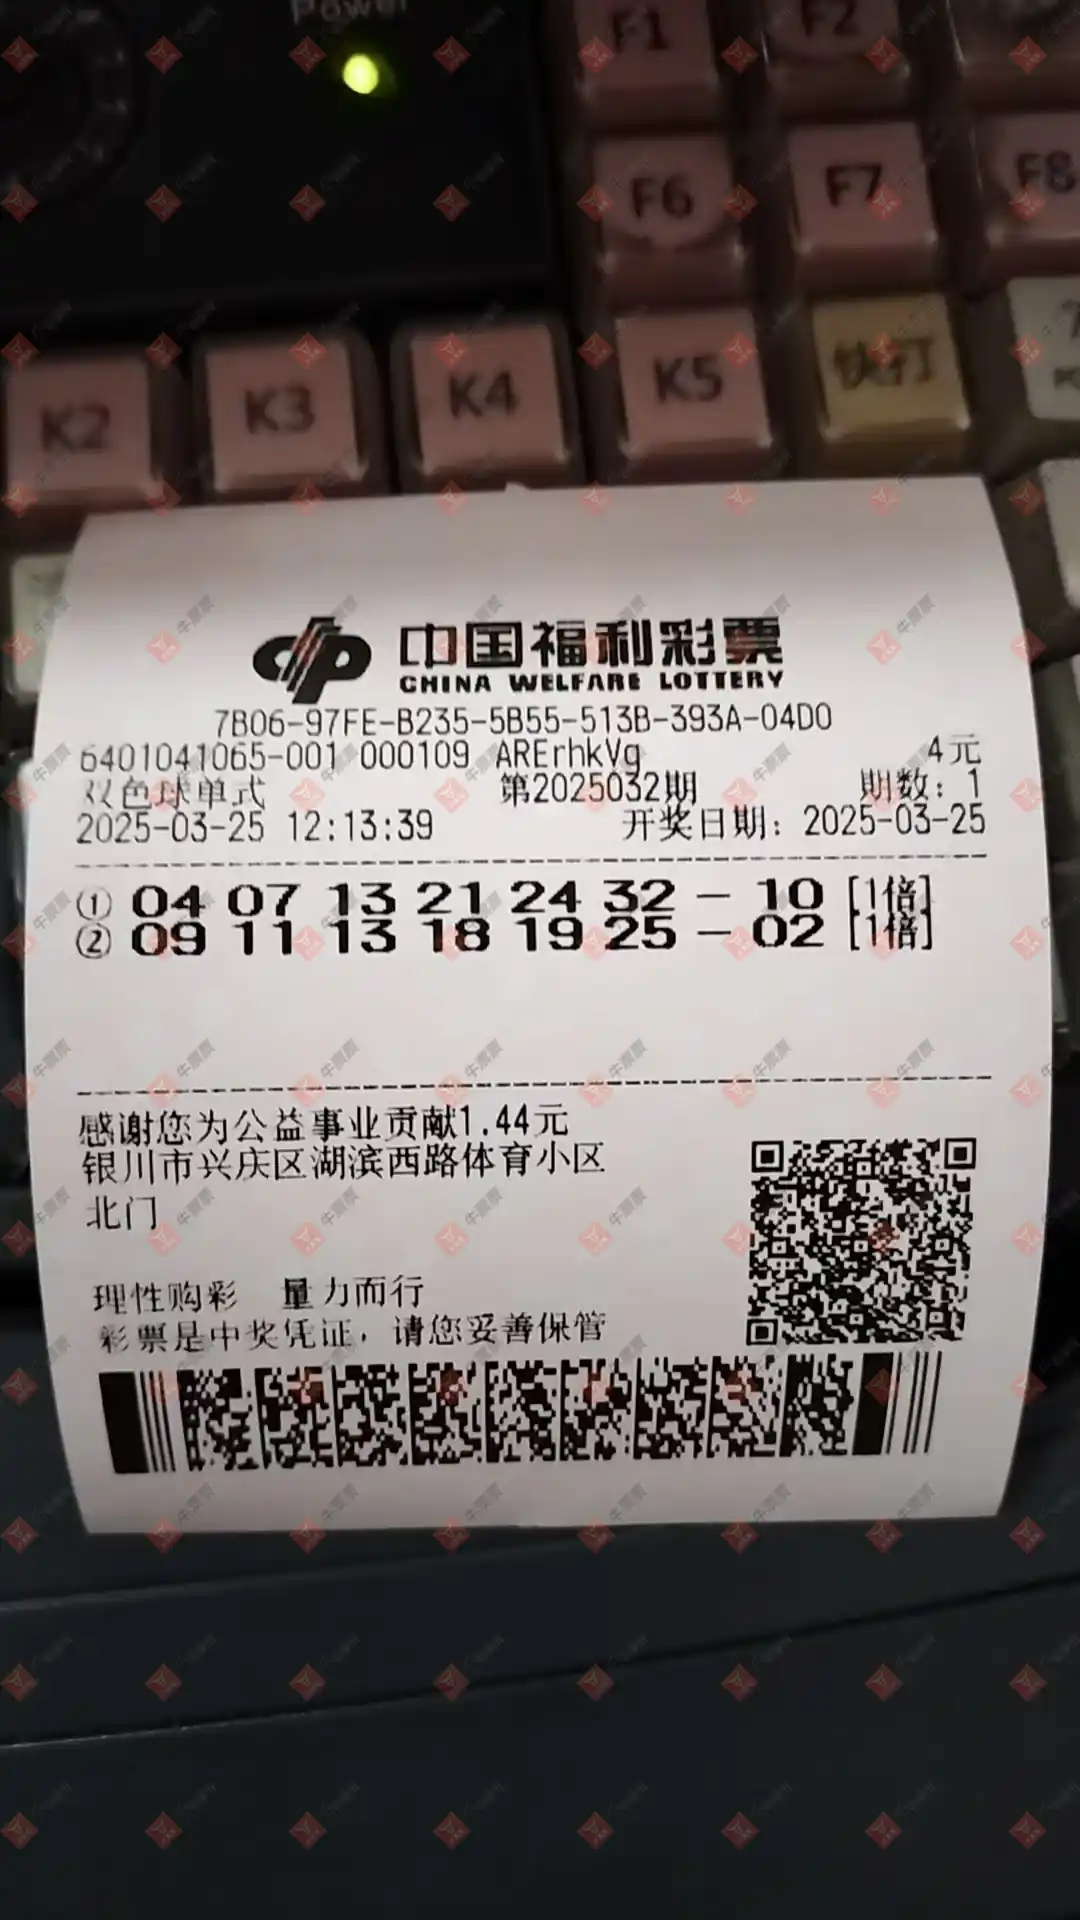 Power
F1 F2
F6 F7 F8
K2 K3 K4 K5 快打
中国福利彩票
CHINA WELFARE LOTTERY
7B06-97FE-B235-5B55-513B-393A-04D0
6401041065-001 000109 ARErhkVg 4元
双色球单式 第2025032期 期数：1
2025-03-25 12:13:39 开奖日期：2025-03-25
① 04 07 13 21 24 32 - 10 [1倍]
② 09 11 13 18 19 25 - 02 [1倍]
感谢您为公益事业贡献1.44元
银川市兴庆区湖滨西路体育小区
北门
理性购彩 量力而行
彩票是中奖凭证，请您妥善保管
牛票票